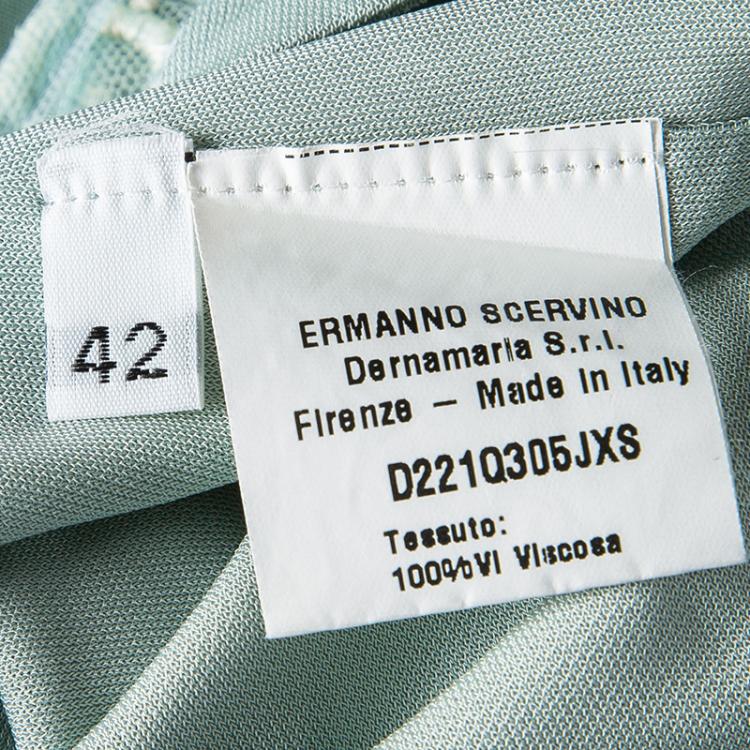 42
ERMANNO SCERVINO
Dernamaria S.r.l.
Firenze – Made in Italy
D221Q305JXS
Tessuto:
100%VI Viscosa